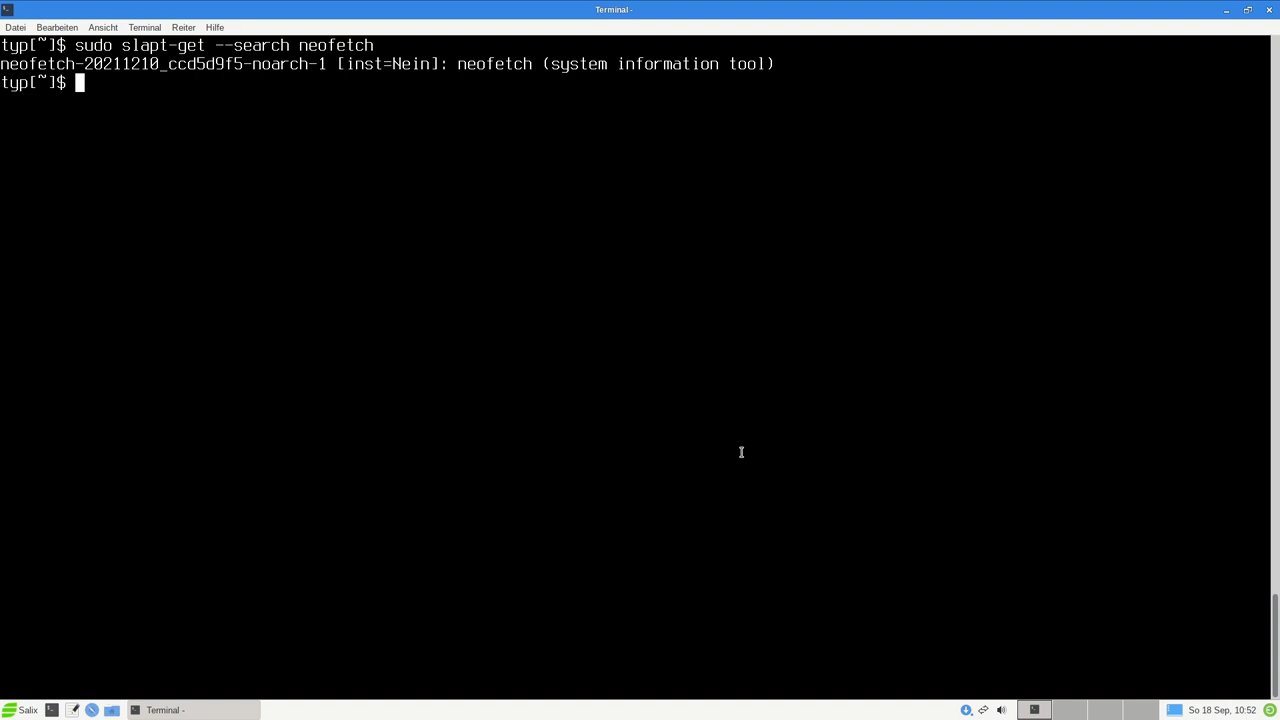 Terminal -
Datei Bearbeiten Ansicht Terminal Reiter Hilfe
typ[~]$ sudo slapt-get --search neofetch
neofetch-20211210_ccd5d9f5-noarch-1 [inst=Nein]: neofetch (system information tool)
typ[~]$
Salix Terminal - So 18 Sep, 10:52